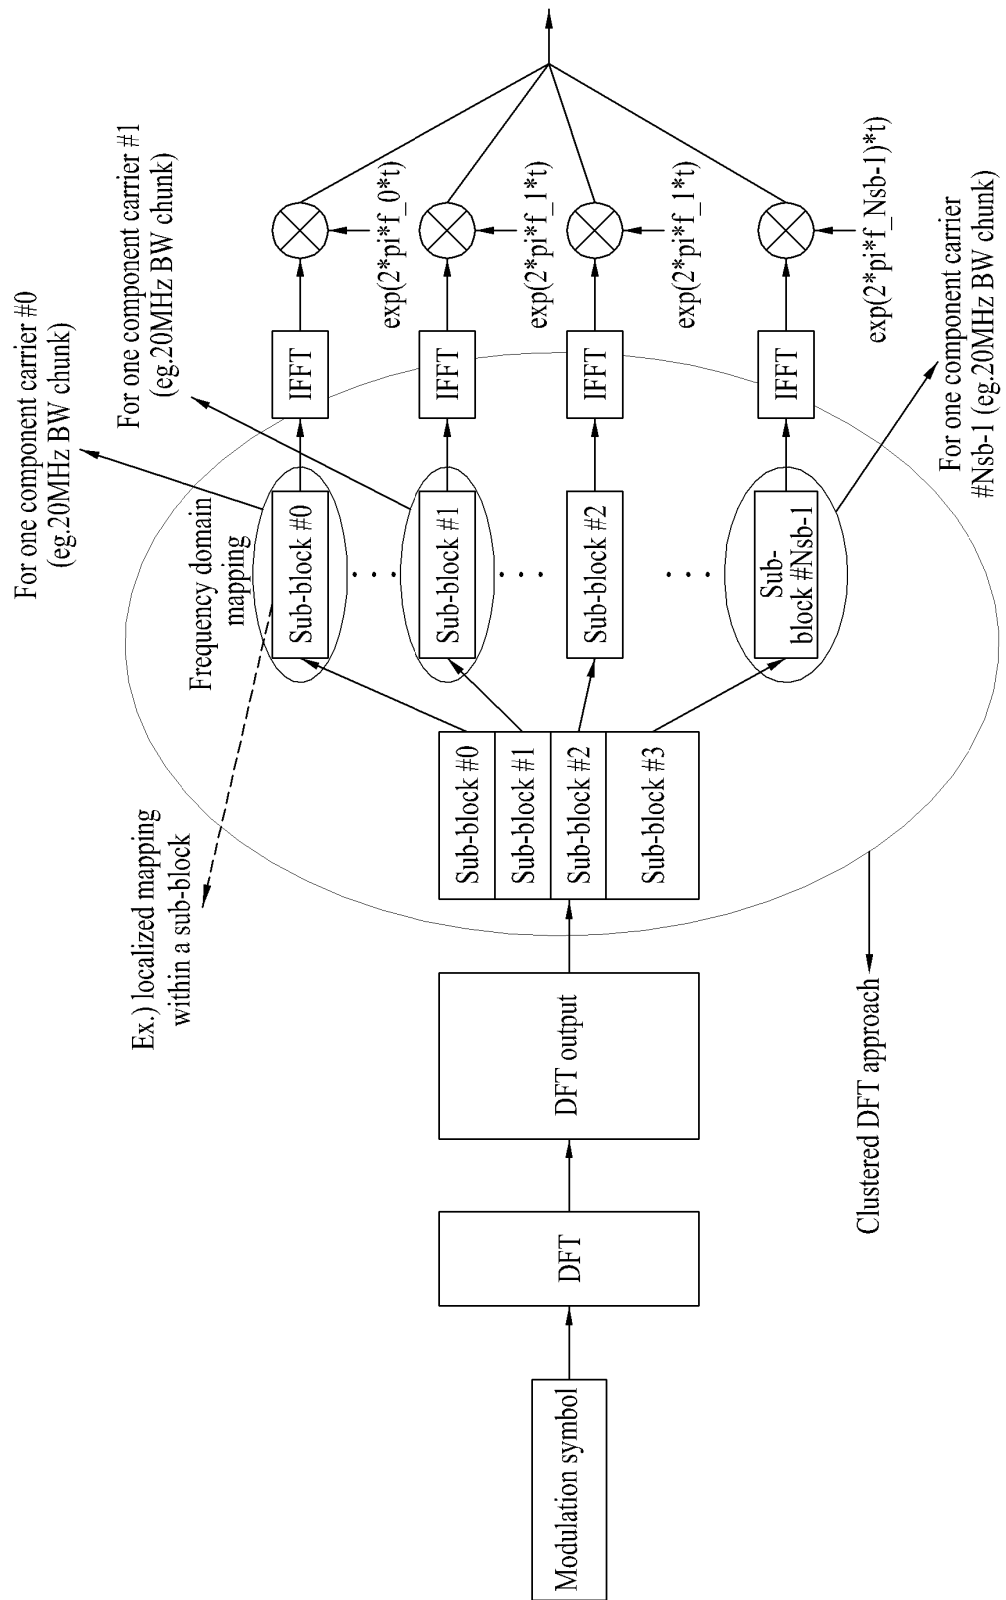 For one component carrier #0
(eg.20MHz BW chunk)
For one component carrier #1
(eg.20MHz BW chunk)
Ex.) localized mapping
within a sub-block
Frequency domain
mapping
Modulation symbol
DFT
DFT output
Sub-block #0
Sub-block #1
Sub-block #2
Sub-block #3
Sub-block #0
IFFT
exp(2*pi*f_0*t)
Sub-block #1
IFFT
exp(2*pi*f_1*t)
Sub-block #2
IFFT
exp(2*pi*f_1*t)
Sub-
block #Nsb-1
IFFT
exp(2*pi*f_Nsb-1)*t)
Clustered DFT approach
For one component carrier
#Nsb-1 (eg.20MHz BW chunk)